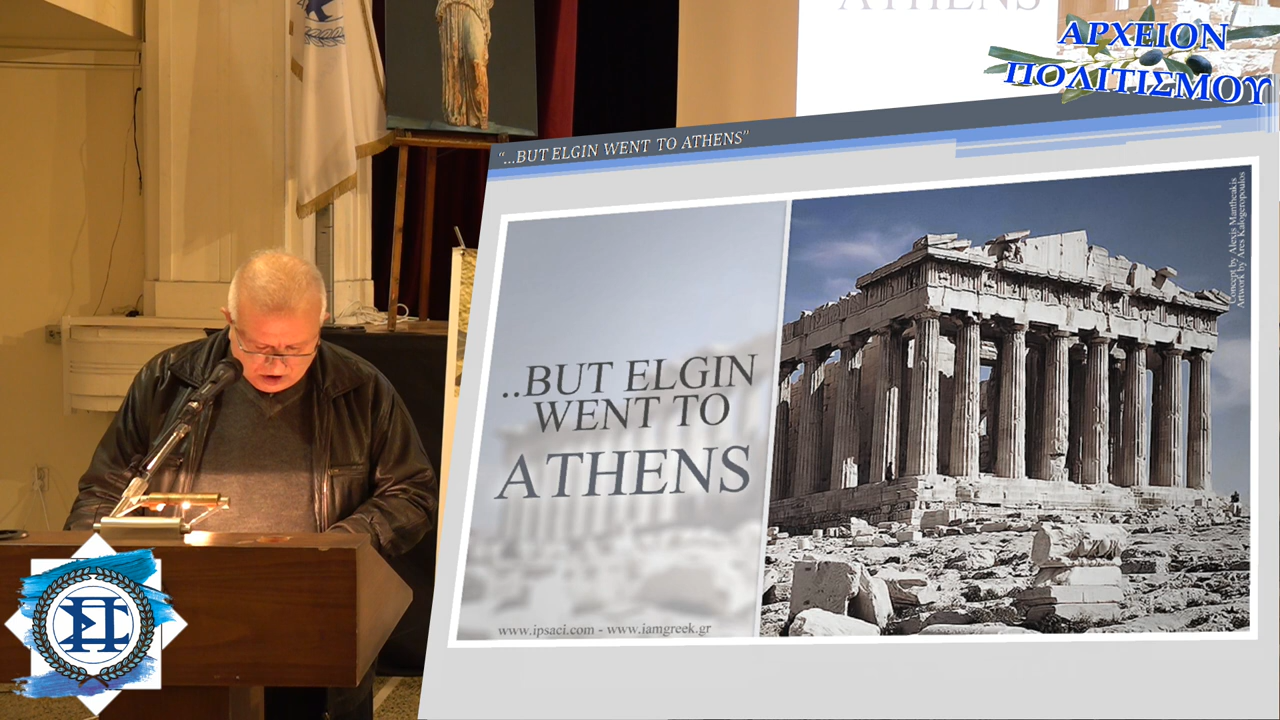 ATHENS
ΑΡΧΕΙΟΝ
ΠΟΛΙΤΙΣΜΟΥ
"...BUT ELGIN WENT TO ATHENS"
..BUT ELGIN
WENT TO
ATHENS
www.ipsaci.com - www.iamgreek.gr
Concept by Alexis Mantheakis
Artwork by Ares Kalogeropoulos